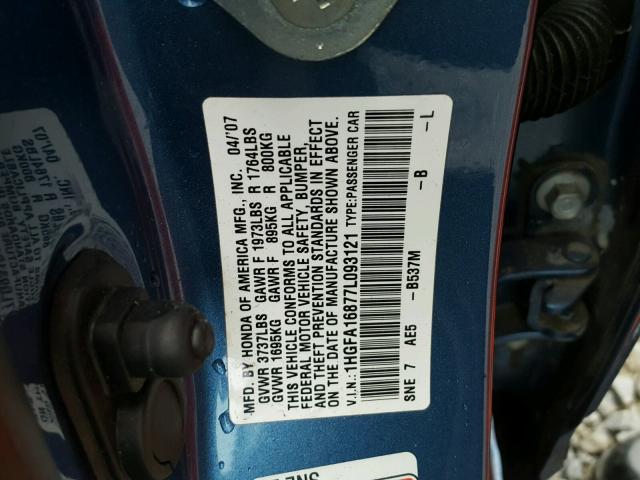 MFD. BY HONDA OF AMERICA MFG., INC. 04/'07
GVWR 3737LBS GAWR F 1973LBS R 1764LBS
GVWR 1695KG GAWR F 895KG R 800KG
THIS VEHICLE CONFORMS TO ALL APPLICABLE
FEDERAL MOTOR VEHICLE SAFETY, BUMPER,
AND THEFT PREVENTION STANDARDS IN EFFECT
ON THE DATE OF MANUFACTURE SHOWN ABOVE.
V.I.N.: 1HGFA16877L093121 TYPE:PASSENGER CAR
SNE 7 AE5 -B537M -B -L
SNE